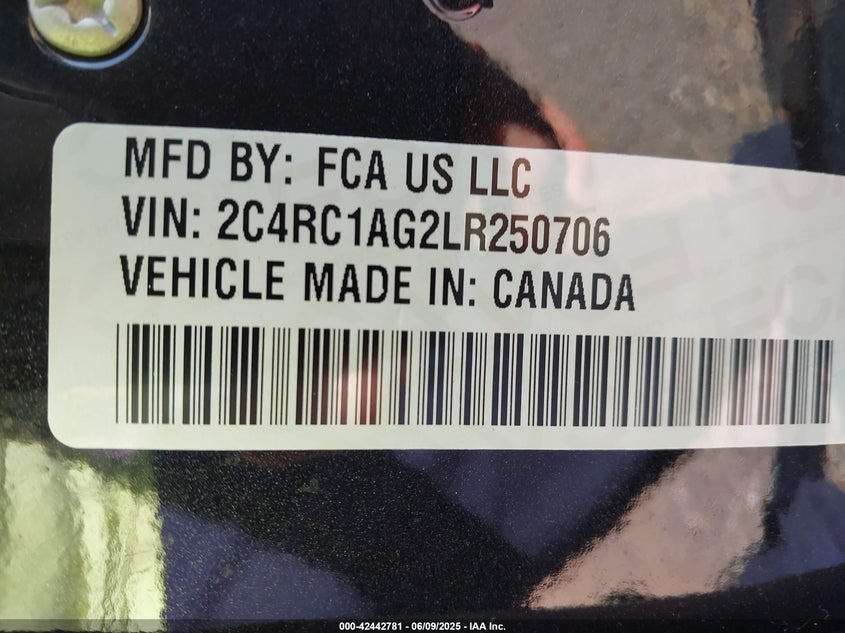 MFD BY: FCA US LLC
VIN: 2C4RC1AG2LR250706
VEHICLE MADE IN: CANADA
000-42442781 - 06/09/2025 - IAA Inc.